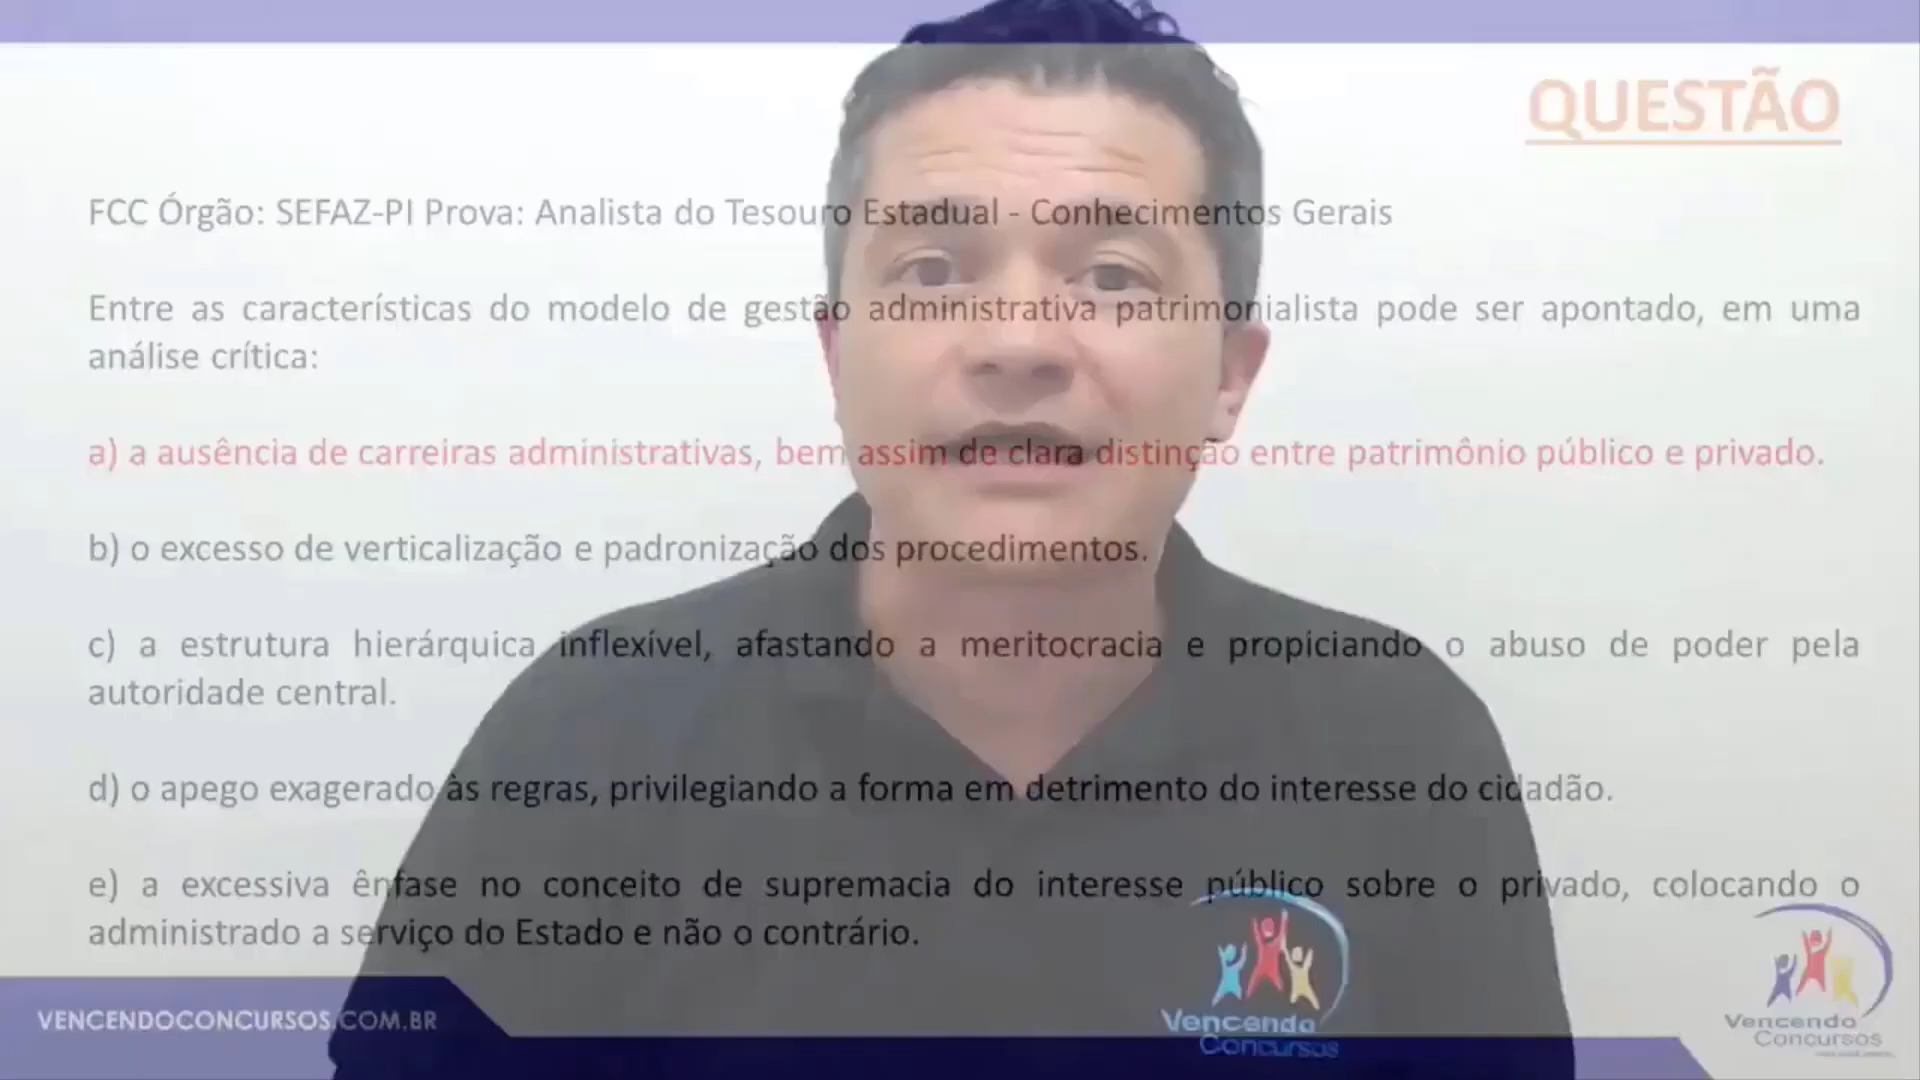 QUESTÃO
FCC Órgão: SEFAZ-PI Prova: Analista do Tesouro Estadual - Conhecimentos Gerais
Entre as características do modelo de gestão administrativa patrimonialista pode ser apontado, em uma
análise crítica:
a) a ausência de carreiras administrativas, bem assim de clara distinção entre patrimônio público e privado.
b) o excesso de verticalização e padronização dos procedimentos.
c) a estrutura hierárquica inflexível, afastando a meritocracia e propiciando o abuso de poder pela
autoridade central.
d) o apego exagerado às regras, privilegiando a forma em detrimento do interesse do cidadão.
e) a excessiva ênfase no conceito de supremacia do interesse público sobre o privado, colocando o
administrado a serviço do Estado e não o contrário.
VENCENDOCONCURSOS.COM.BR
Vencendo
Concursos
Vencendo
Concursos